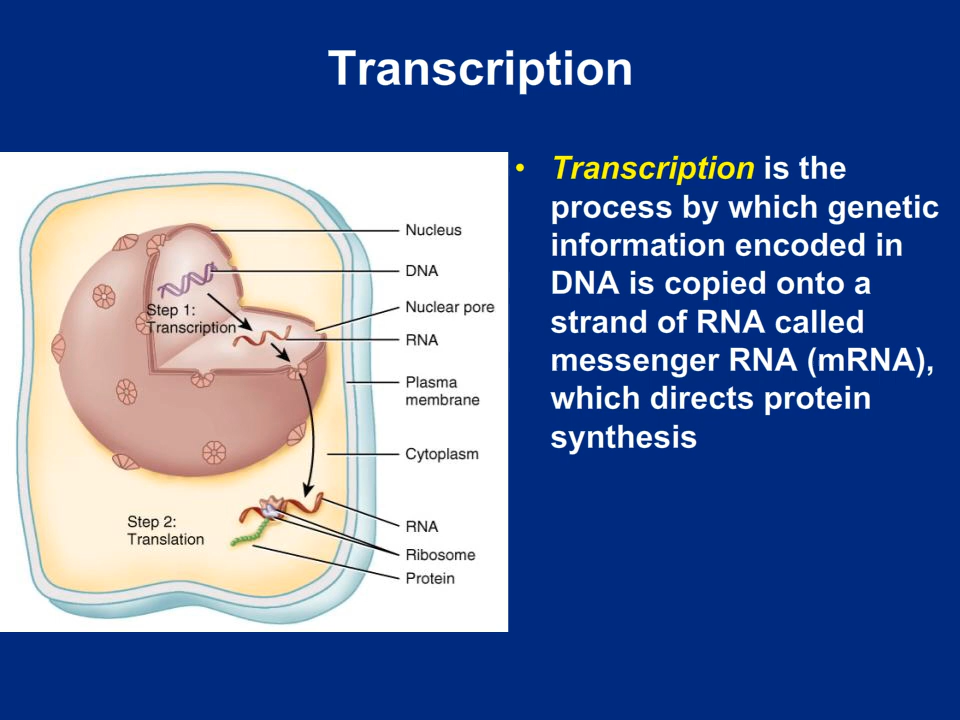 Transcription
Nucleus
DNA
Step 1:
Transcription
Nuclear pore
RNA
Plasma
membrane
Cytoplasm
Step 2:
Translation
RNA
Ribosome
Protein
• Transcription is the
process by which genetic
information encoded in
DNA is copied onto a
strand of RNA called
messenger RNA (mRNA),
which directs protein
synthesis